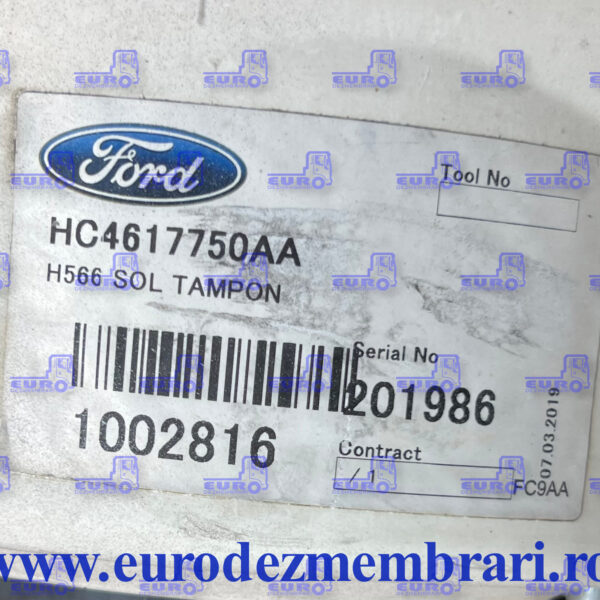 Ford
Tool No
HC4617750AA
H566 SOL TAMPON
Serial No
201986
1002816
Contract
/ 1
FC9AA
07.03.2019
www.eurodezmembrari.ro
EURO